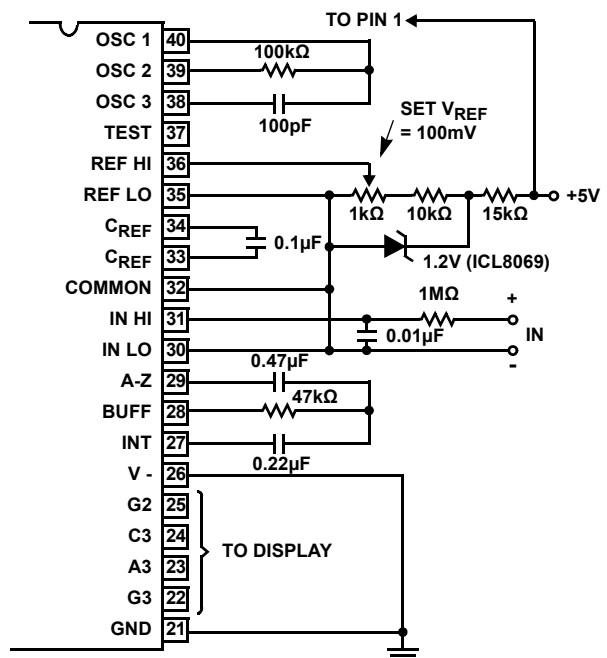 TO PIN 1
OSC 1 40
100kΩ
OSC 2 39
OSC 3 38
100pF
SET VREF
= 100mV
TEST 37
REF HI 36
REF LO 35
1kΩ 10kΩ 15kΩ
+5V
CREF 34
0.1µF
CREF 33
1.2V (ICL8069)
COMMON 32
1MΩ
+
IN HI 31
0.01µF
IN
IN LO 30
-
0.47µF
A-Z 29
47kΩ
BUFF 28
INT 27
0.22µF
V - 26
G2 25
C3 24
TO DISPLAY
A3 23
G3 22
GND 21